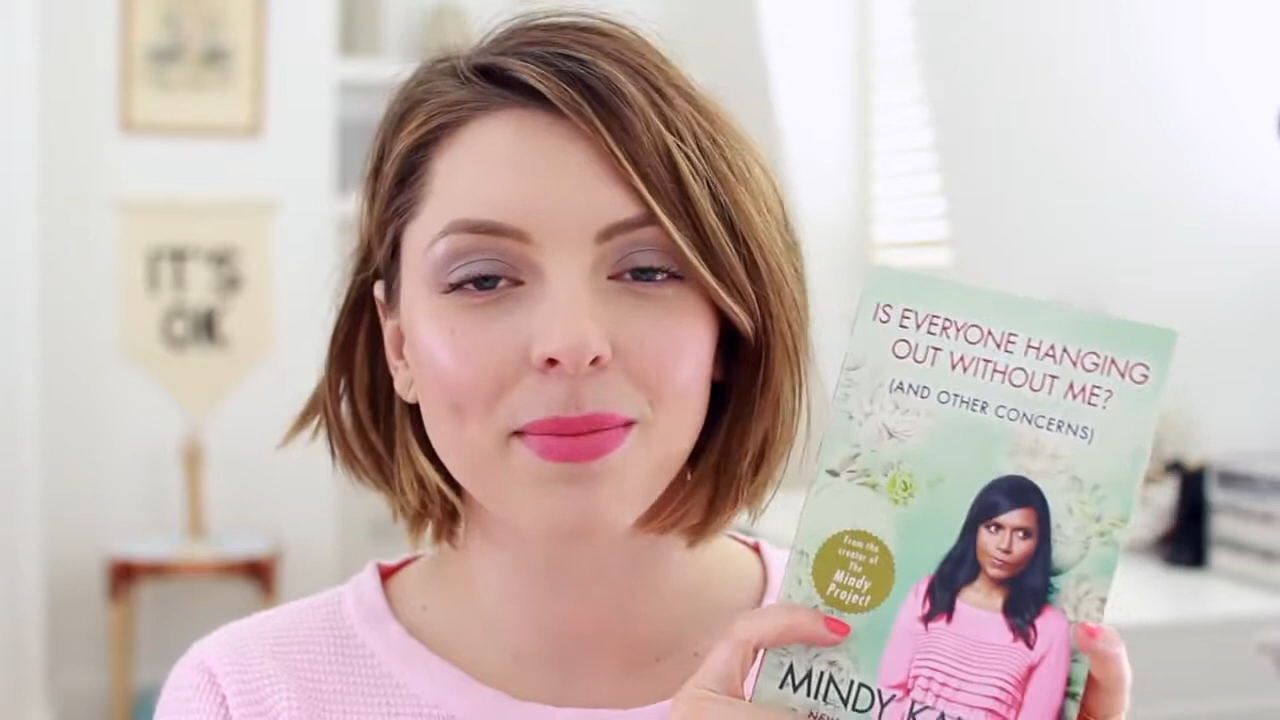 IT'S
OK
IS EVERYONE HANGING
OUT WITHOUT ME?
(AND OTHER CONCERNS)
From the
creator of
The
Mindy
Project
MINDY